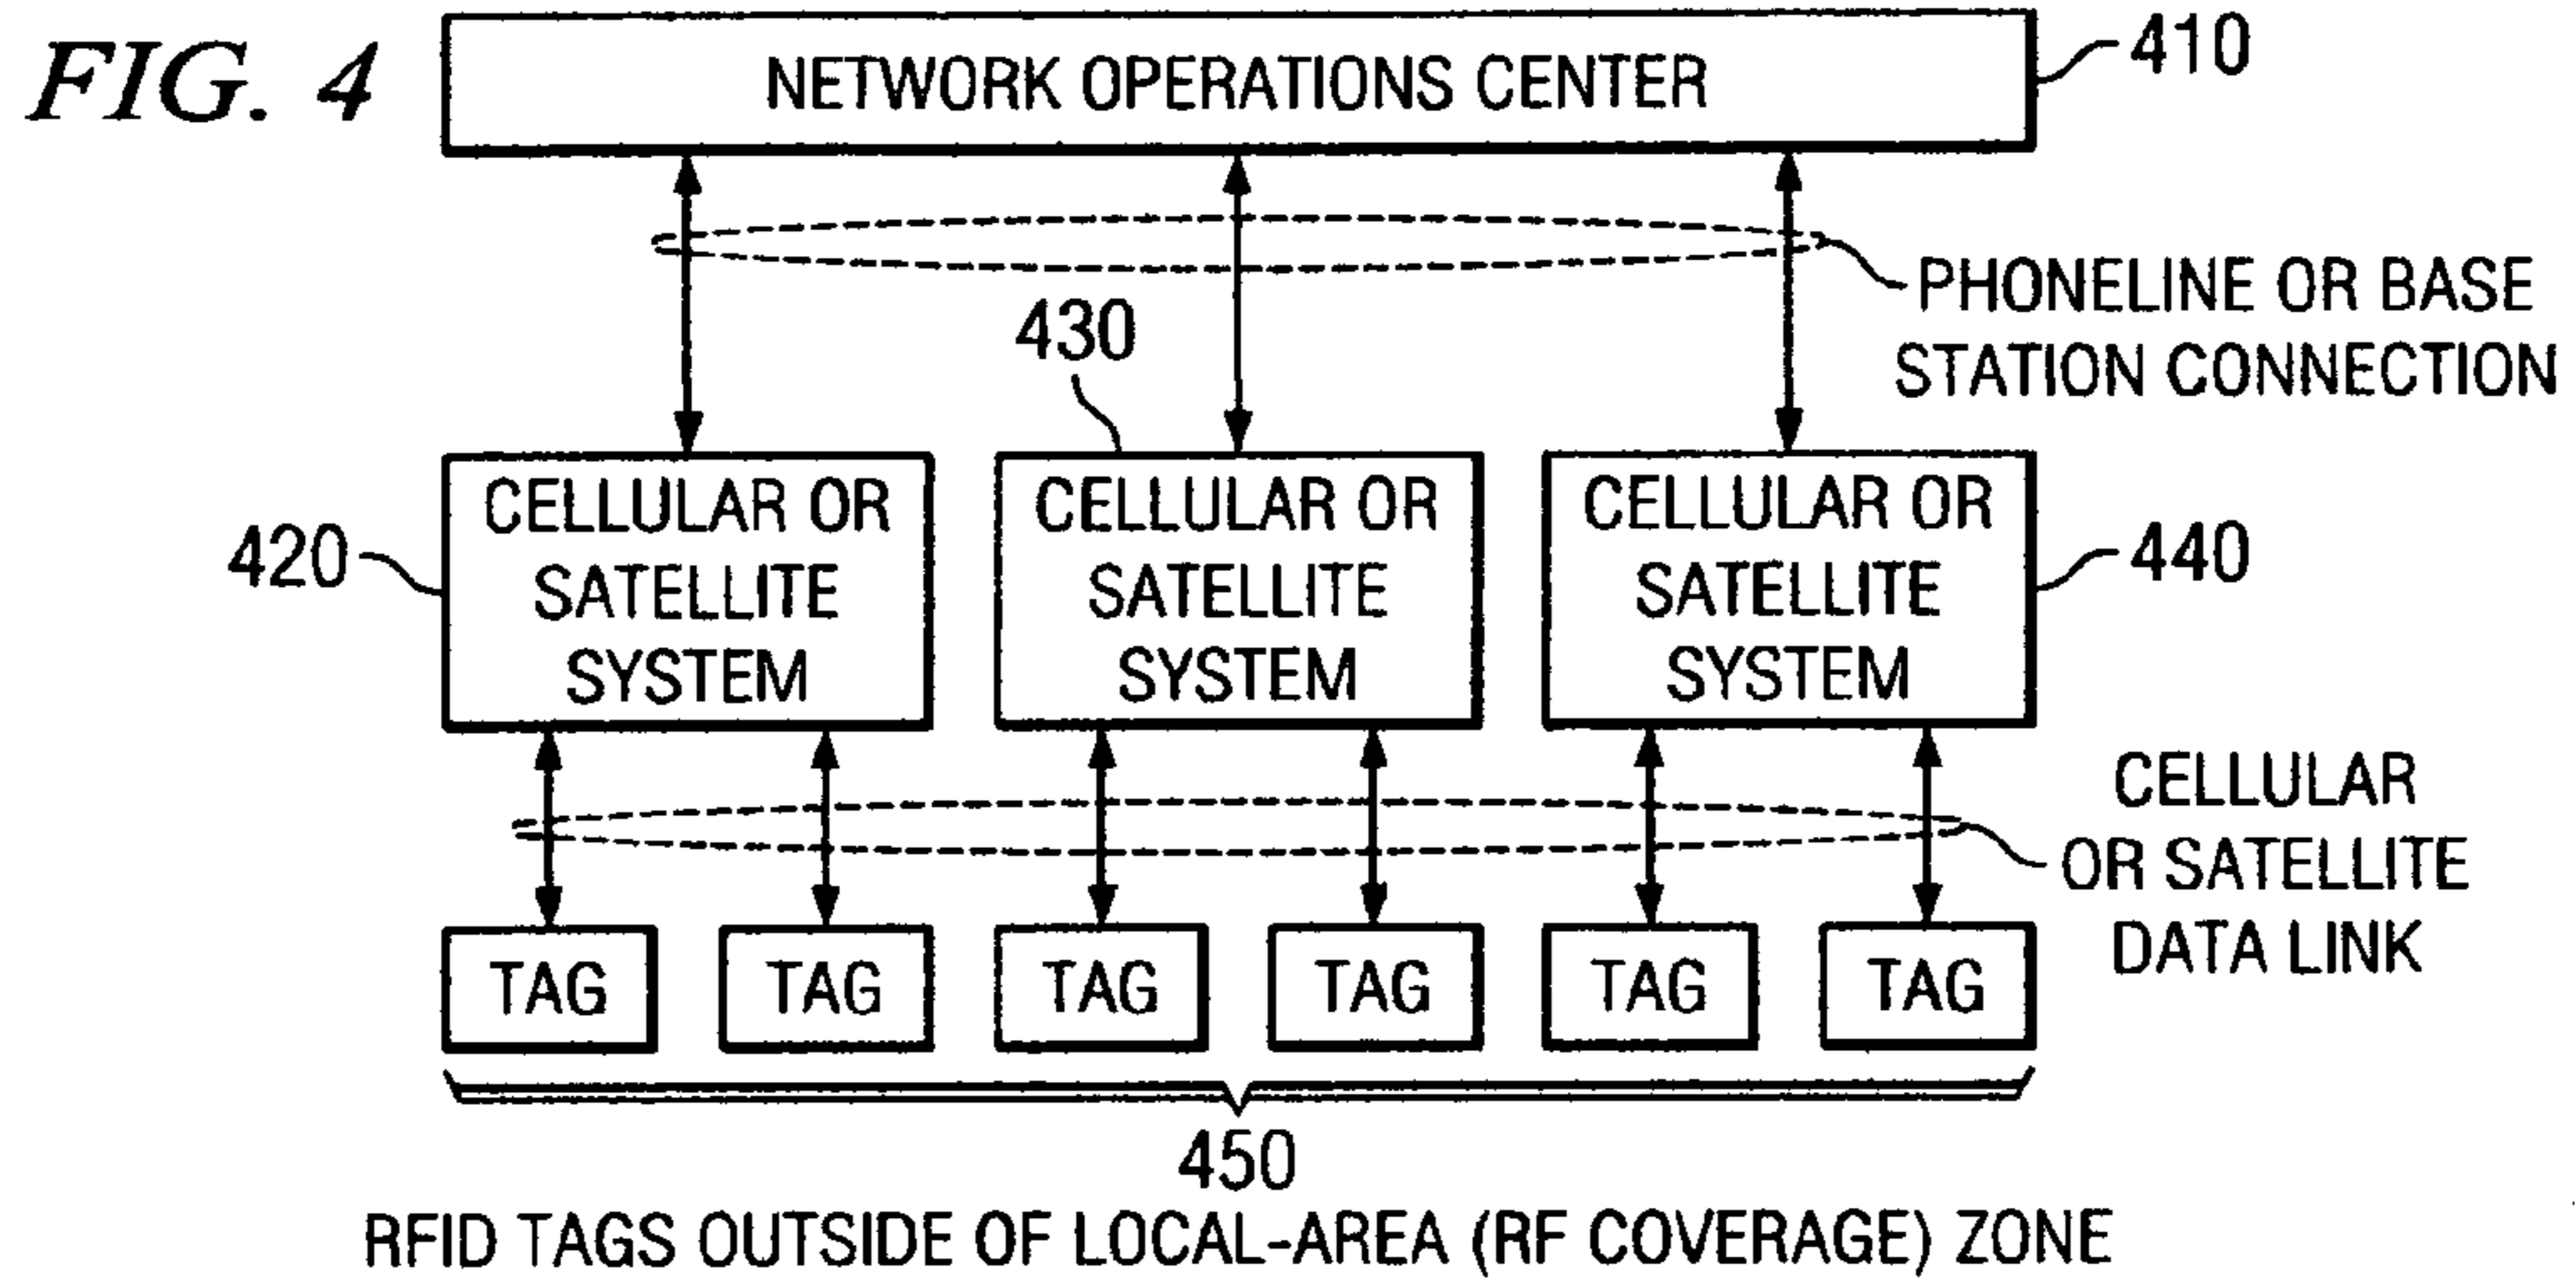 FIG. 4
NETWORK OPERATIONS CENTER
410
PHONELINE OR BASE
STATION CONNECTION
430
420
CELLULAR OR
SATELLITE
SYSTEM
CELLULAR OR
SATELLITE
SYSTEM
CELLULAR OR
SATELLITE
SYSTEM
440
CELLULAR
OR SATELLITE
DATA LINK
TAG
TAG
TAG
TAG
TAG
TAG
450
RFID TAGS OUTSIDE OF LOCAL-AREA (RF COVERAGE) ZONE